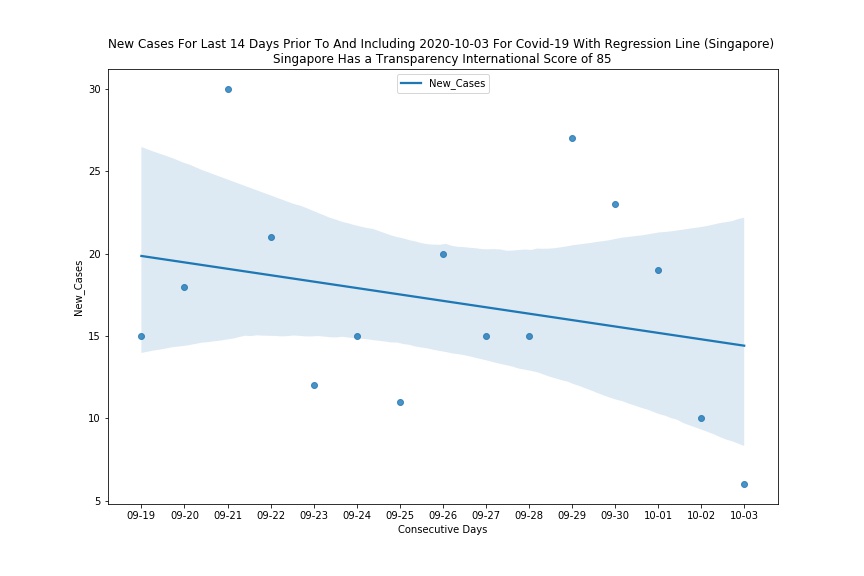 New Cases For Last 14 Days Prior To And Including 2020-10-03 For Covid-19 With Regression Line (Singapore)
Singapore Has a Transparency International Score of 85
New_Cases
30
25
20
15
10
5
New_Cases
09-19 09-20 09-21 09-22 09-23 09-24 09-25 09-26 09-27 09-28 09-29 09-30 10-01 10-02 10-03
Consecutive Days